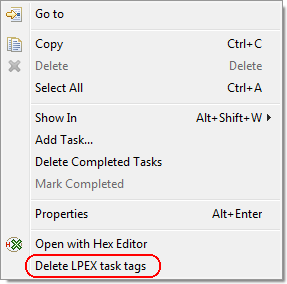 Go to
Copy Ctrl+C
Delete Delete
Select All Ctrl+A
Show In Alt+Shift+W
Add Task...
Delete Completed Tasks
Mark Completed
Properties Alt+Enter
Open with Hex Editor
Delete LPEX task tags